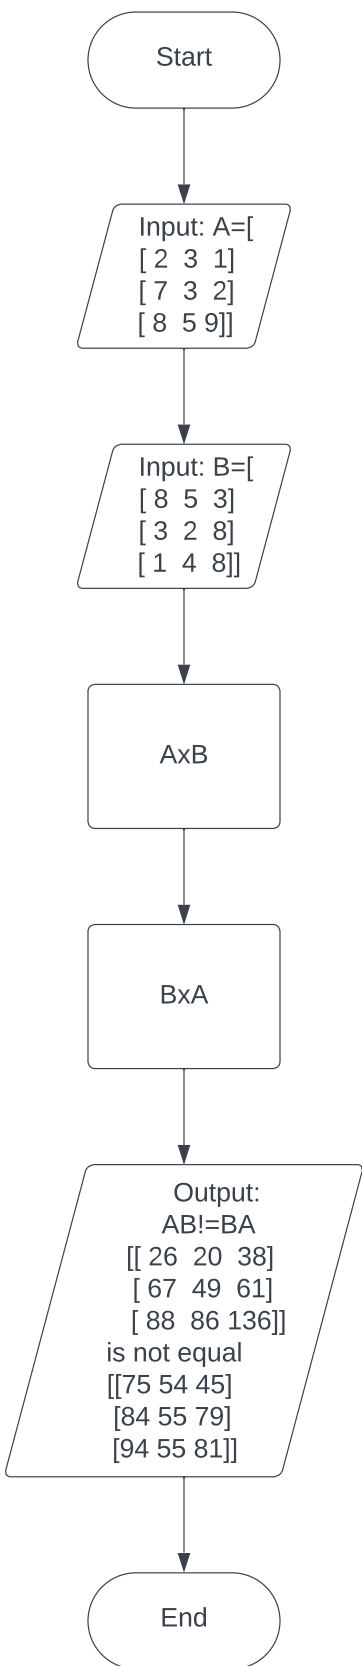 Start
Input: A=[
[ 2 3 1]
[ 7 3 2]
[ 8 5 9]]
Input: B=[
[ 8 5 3]
[ 3 2 8]
[ 1 4 8]]
AxB
BxA
Output:
AB!=BA
[[ 26 20 38]
[ 67 49 61]
[ 88 86 136]]
is not equal
[[75 54 45]
[84 55 79]
[94 55 81]]
End